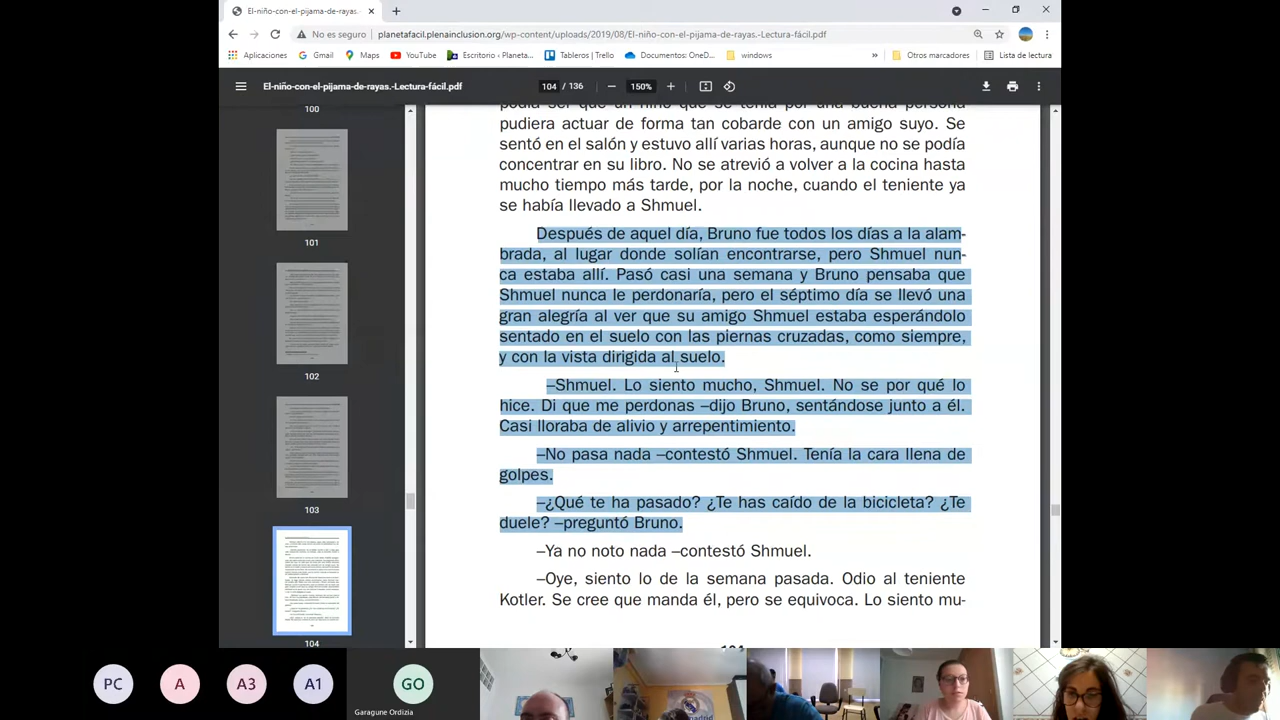 El-niño-con-el-pijama-de-rayas.-
No es seguro
planetafacil.plenainclusion.org/wp-content/uploads/2019/08/El-niño-con-el-pijama-de-rayas.-Lectura-fácil.pdf
Aplicaciones Gmail Maps YouTube Escritorio - Planeta... Tableros | Trello Documentos: OneD... windows » Otros marcadores Lista de lectura
El-niño-con-el-pijama-de-rayas.-Lectura-fácil.pdf 104 / 136 150%
100
101
102
103
104
podía ser que un niño que se tenía por una buena persona
pudiera actuar de forma tan cobarde con un amigo suyo. Se
sentó en el salón y estuvo allí varias horas, aunque no se podía
concentrar en su libro. No se atrevió a volver a la cocina hasta
mucho tiempo más tarde, por la noche, cuando el teniente ya
se había llevado a Shmuel.
Después de aquel día, Bruno fue todos los días a la alam-
brada, al lugar donde solían encontrarse, pero Shmuel nun-
ca estaba allí. Pasó casi una semana y Bruno pensaba que
Shmuel nunca le perdonaría, pero el séptimo día se llevó una
gran alegría al ver que su amigo Shmuel estaba esperándolo
sentado en el suelo con las piernas cruzadas, como siempre,
y con la vista dirigida al suelo.
–Shmuel. Lo siento mucho, Shmuel. No se por qué lo
hice. Di que me perdonas –dijo Bruno, sentándose junto a él.
Casi lloraba de alivio y arrepentimiento.
–No pasa nada –contestó Shmuel. Tenía la cara llena de
golpes.
–¿Qué te ha pasado? ¿Te has caído de la bicicleta? ¿Te
duele? –preguntó Bruno.
–Ya no noto nada –contestó Shmuel.
–Oye, siento lo de la semana pasada. Odio al teniente
Kotler. Se cree que manda él, pero se equivoca. Lo siento mu-
104
PC A A3 A1 GO
Garagune Ordizia